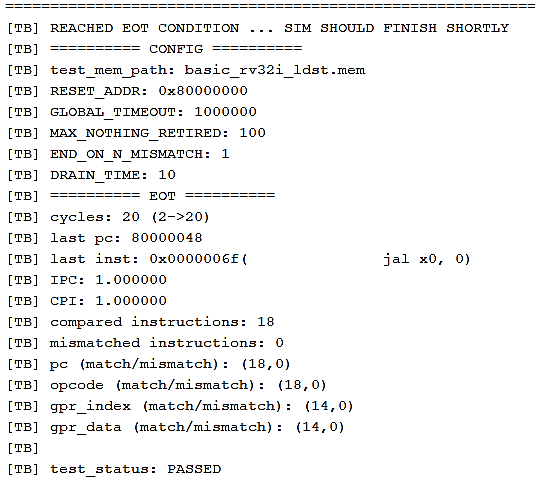 ============================================================
[TB] REACHED EOT CONDITION ... SIM SHOULD FINISH SHORTLY
[TB] ========== CONFIG ==========
[TB] test_mem_path: basic_rv32i_ldst.mem
[TB] RESET_ADDR: 0x80000000
[TB] GLOBAL_TIMEOUT: 1000000
[TB] MAX_NOTHING_RETIRED: 100
[TB] END_ON_N_MISMATCH: 1
[TB] DRAIN_TIME: 10
[TB] ========== EOT ==========
[TB] cycles: 20 (2->20)
[TB] last pc: 80000048
[TB] last inst: 0x0000006f(               jal x0, 0)
[TB] IPC: 1.000000
[TB] CPI: 1.000000
[TB] compared instructions: 18
[TB] mismatched instructions: 0
[TB] pc (match/mismatch): (18,0)
[TB] opcode (match/mismatch): (18,0)
[TB] gpr_index (match/mismatch): (14,0)
[TB] gpr_data (match/mismatch): (14,0)
[TB]
[TB] test_status: PASSED